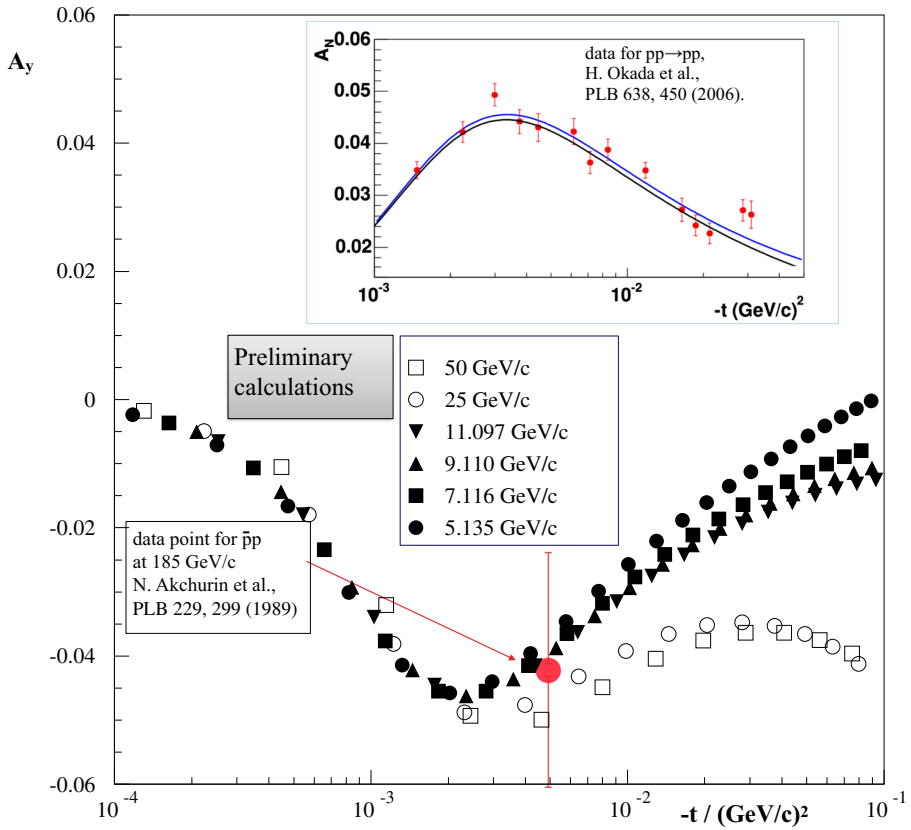 A_y
0.06
0.04
0.02
0
-0.02
-0.04
-0.06
10⁻⁴
10⁻³
10⁻²
10⁻¹
-t / (GeV/c)²
A_N
0.06
0.05
0.04
0.03
0.02
10⁻³
10⁻²
-t (GeV/c)²
data for pp→pp,
H. Okada et al.,
PLB 638, 450 (2006).
Preliminary
calculations
50 GeV/c
25 GeV/c
11.097 GeV/c
9.110 GeV/c
7.116 GeV/c
5.135 GeV/c
data point for p̄p
at 185 GeV/c
N. Akchurin et al.,
PLB 229, 299 (1989)